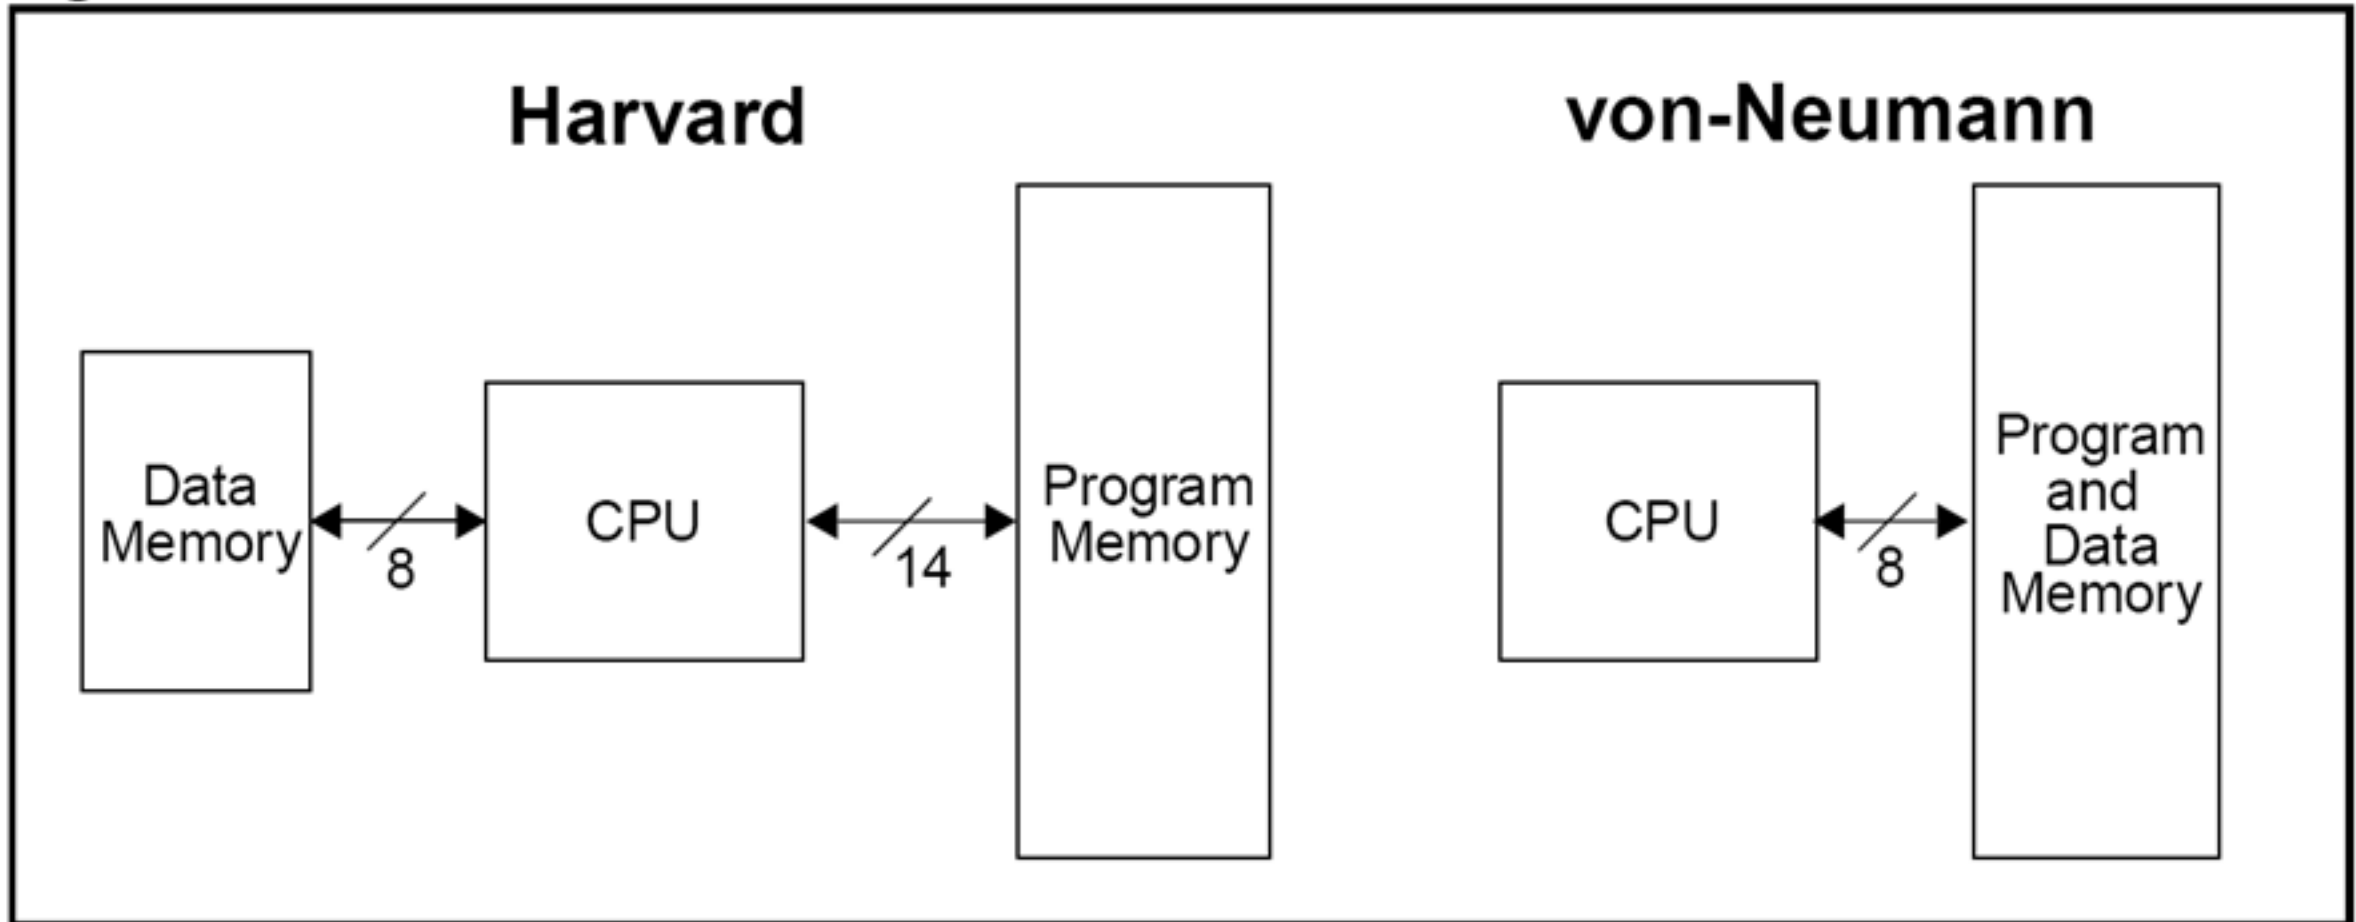 Harvard
von-Neumann
Data
Memory
8
CPU
14
Program
Memory
CPU
8
Program
and
Data
Memory